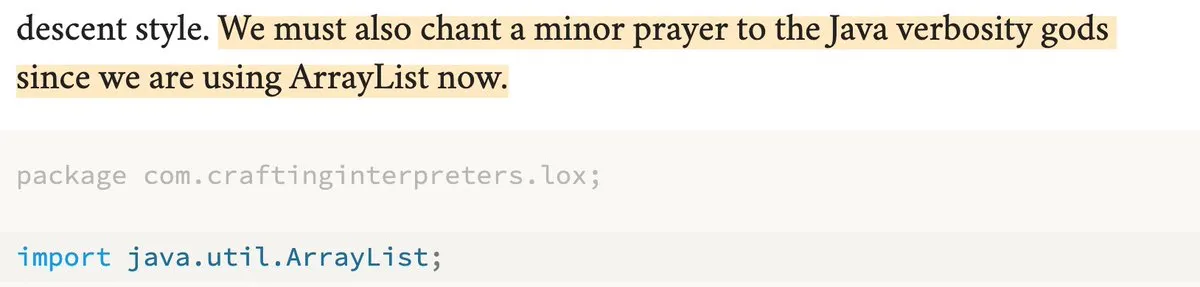 descent style. We must also chant a minor prayer to the Java verbosity gods
since we are using ArrayList now.
package com.craftinginterpreters.lox;
import java.util.ArrayList;